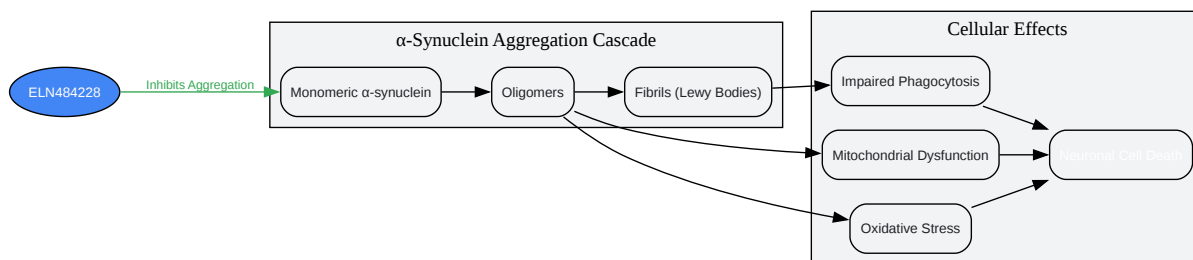 α-Synuclein Aggregation Cascade
Cellular Effects
ELN484228
Inhibits Aggregation
Monomeric α-synuclein
Oligomers
Fibrils (Lewy Bodies)
Impaired Phagocytosis
Mitochondrial Dysfunction
Neuronal Cell Death
Oxidative Stress